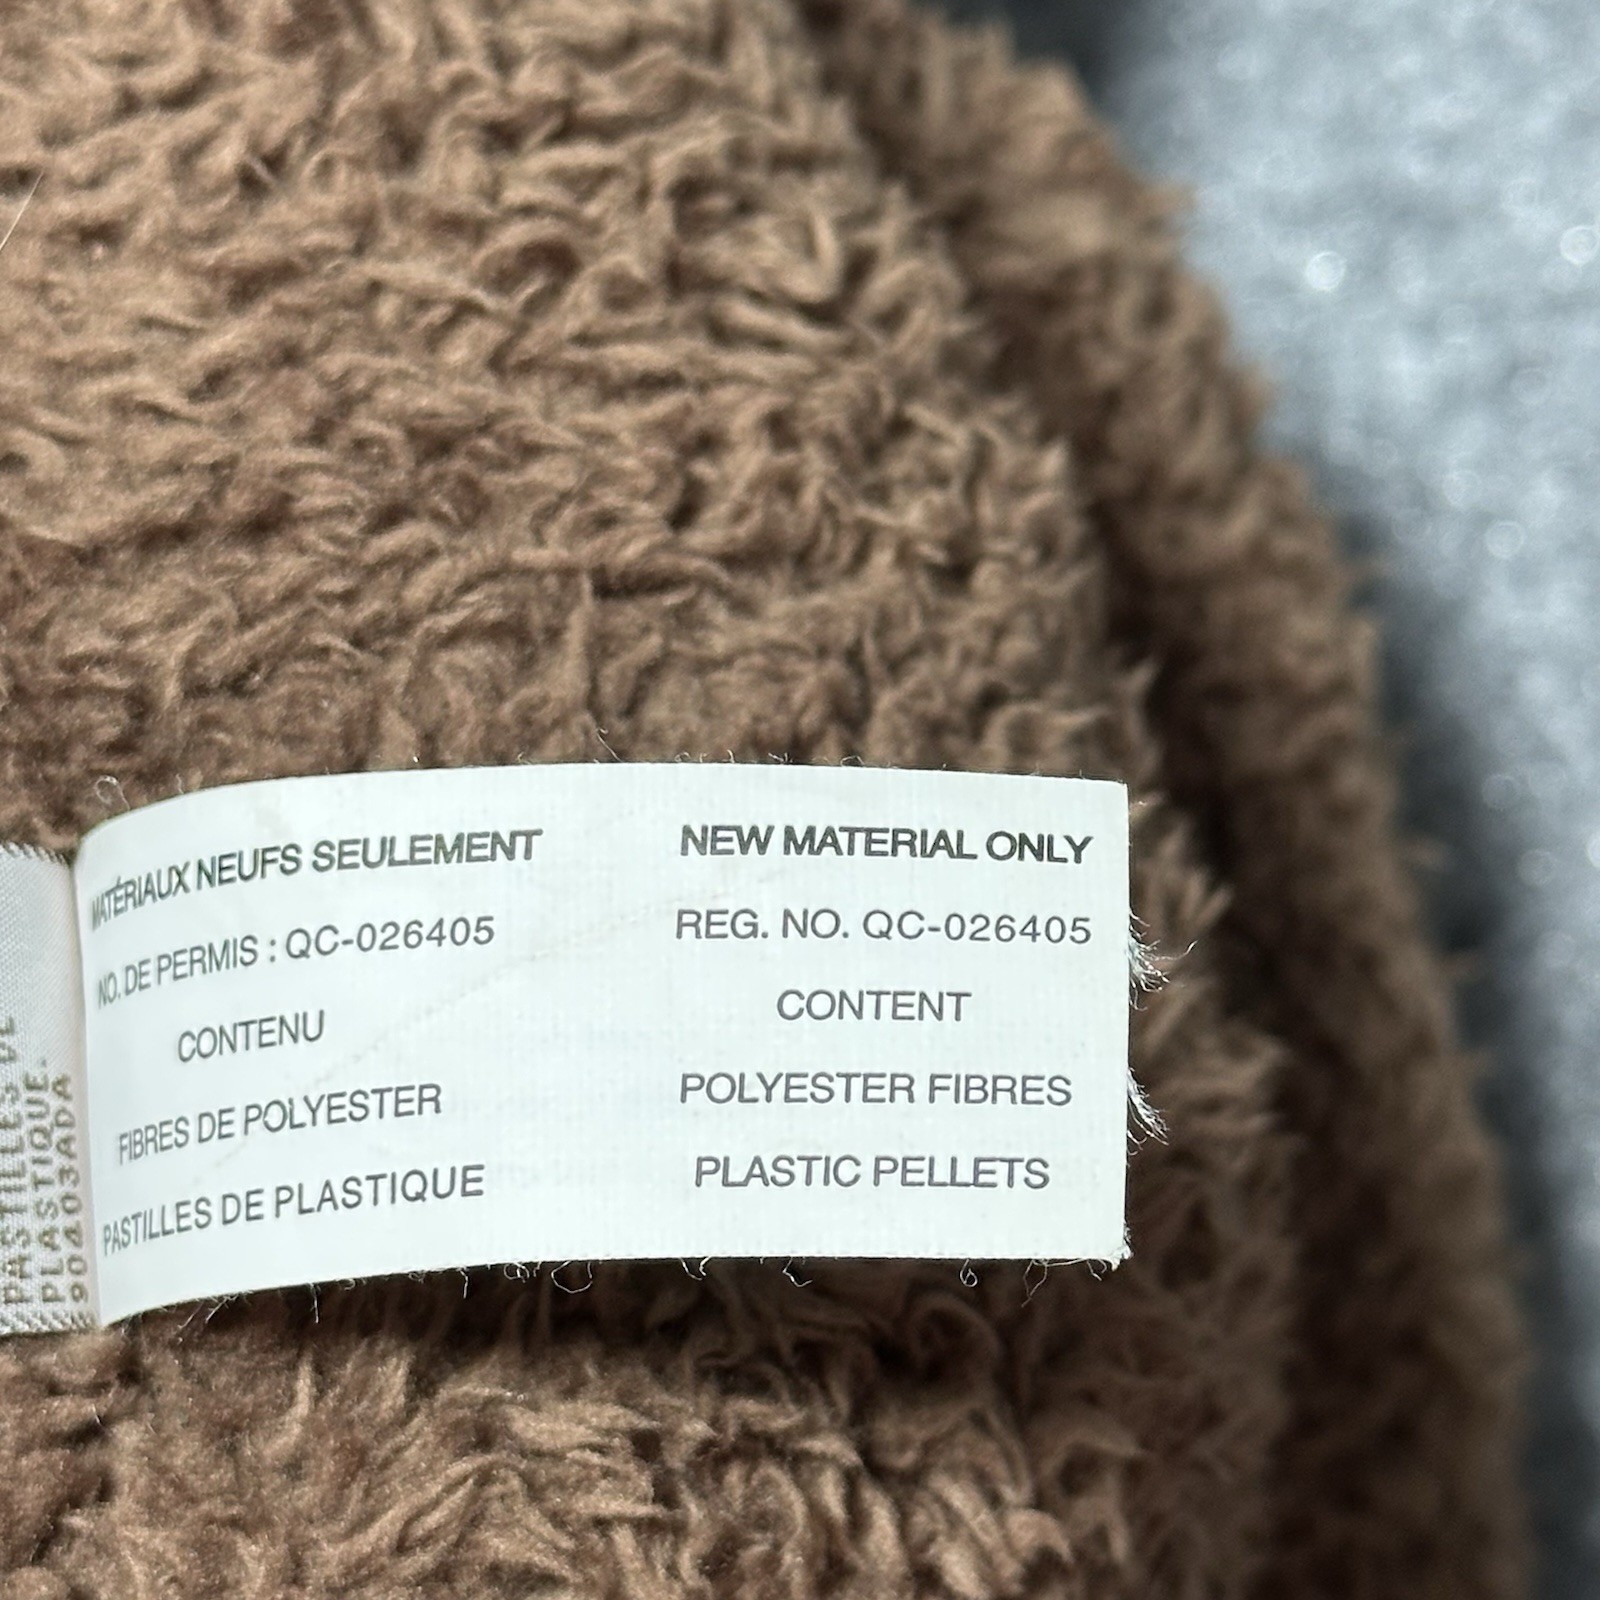 PASTILLES DE
PLASTIQUE.
90403ADA
MATÉRIAUX NEUFS SEULEMENT
NO. DE PERMIS : QC-026405
CONTENU
FIBRES DE POLYESTER
PASTILLES DE PLASTIQUE
NEW MATERIAL ONLY
REG. NO. QC-026405
CONTENT
POLYESTER FIBRES
PLASTIC PELLETS